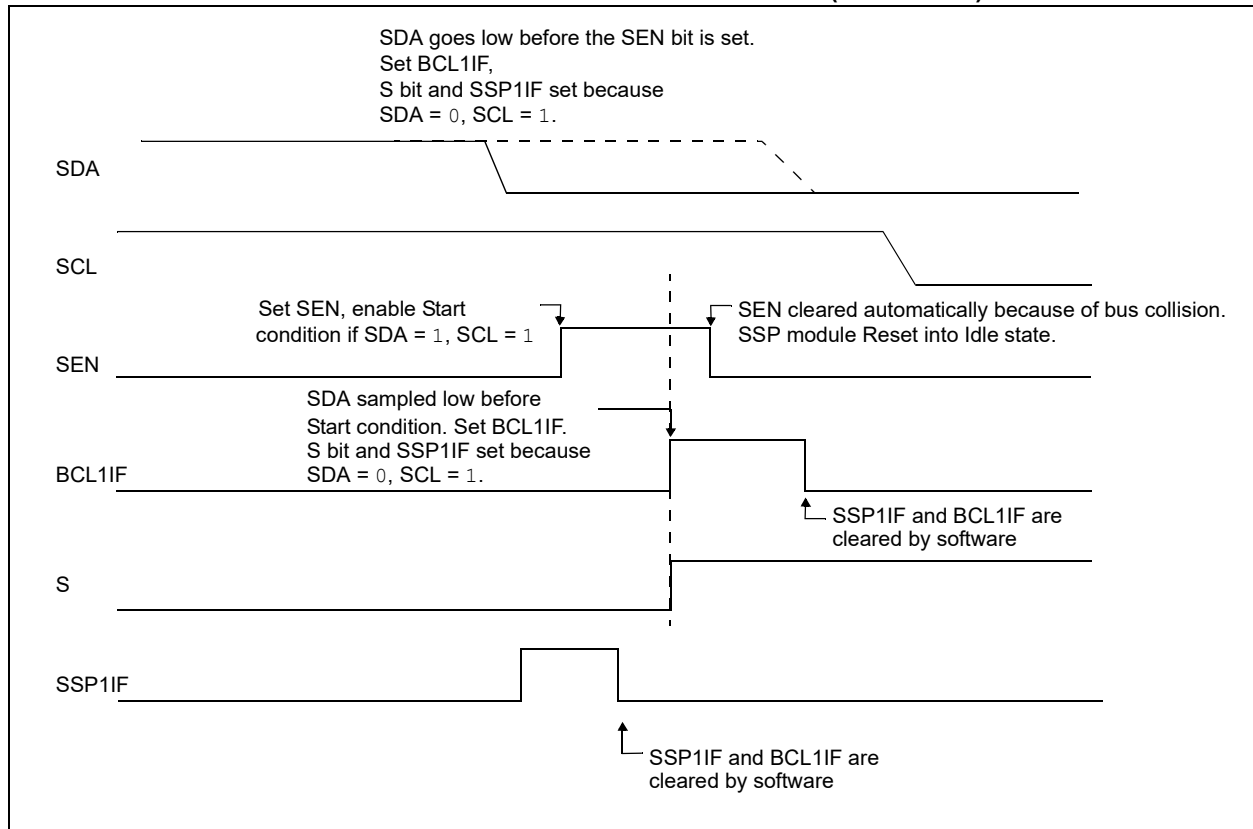 SDA goes low before the SEN bit is set.
Set BCL1IF,
S bit and SSP1IF set because
SDA = 0, SCL = 1.
SDA
SCL
Set SEN, enable Start
condition if SDA = 1, SCL = 1
SEN cleared automatically because of bus collision.
SSP module Reset into Idle state.
SEN
SDA sampled low before
Start condition. Set BCL1IF.
S bit and SSP1IF set because
SDA = 0, SCL = 1.
BCL1IF
SSP1IF and BCL1IF are
cleared by software
S
SSP1IF
SSP1IF and BCL1IF are
cleared by software